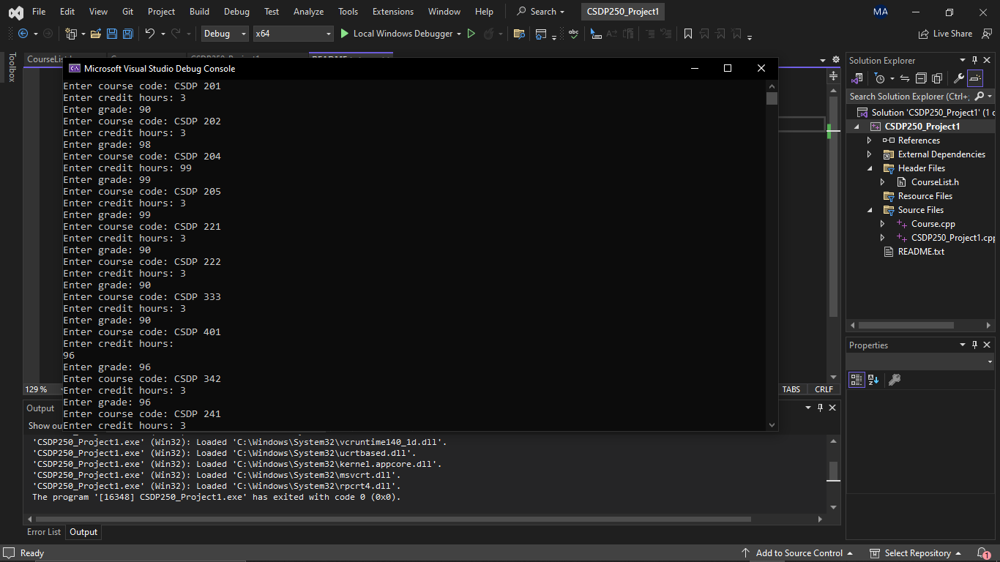 File Edit View Git Project Build Debug Test Analyze Tools Extensions Window Help Search CSDP250_Project1 MA
Debug x64 Local Windows Debugger Live Share
Toolbox
Microsoft Visual Studio Debug Console
Enter course code: CSDP 201
Enter credit hours: 3
Enter grade: 90
Enter course code: CSDP 202
Enter credit hours: 3
Enter grade: 98
Enter course code: CSDP 204
Enter credit hours: 99
Enter grade: 99
Enter course code: CSDP 205
Enter credit hours: 3
Enter grade: 99
Enter course code: CSDP 221
Enter credit hours: 3
Enter grade: 90
Enter course code: CSDP 222
Enter credit hours: 3
Enter grade: 90
Enter course code: CSDP 333
Enter credit hours: 3
Enter grade: 90
Enter course code: CSDP 401
Enter credit hours:
96
Enter grade: 96
Enter course code: CSDP 342
Enter credit hours: 3
Enter grade: 96
Enter course code: CSDP 241
Enter credit hours: 3
129 % TABS CRLF
Output
Show ou
'CSDP250_Project1.exe' (Win32): Loaded 'C:\Windows\System32\vcruntime140_1d.dll'.
'CSDP250_Project1.exe' (Win32): Loaded 'C:\Windows\System32\ucrtbased.dll'.
'CSDP250_Project1.exe' (Win32): Loaded 'C:\Windows\System32\kernel.appcore.dll'.
'CSDP250_Project1.exe' (Win32): Loaded 'C:\Windows\System32\msvcrt.dll'.
'CSDP250_Project1.exe' (Win32): Loaded 'C:\Windows\System32\rpcrt4.dll'.
The program '[16348] CSDP250_Project1.exe' has exited with code 0 (0x0).
Error List Output
Solution Explorer
Search Solution Explorer (Ctrl+;
Solution 'CSDP250_Project1' (1 c
CSDP250_Project1
References
External Dependencies
Header Files
CourseList.h
Resource Files
Source Files
Course.cpp
CSDP250_Project1.cpp
README.txt
Properties
Ready Add to Source Control Select Repository 1